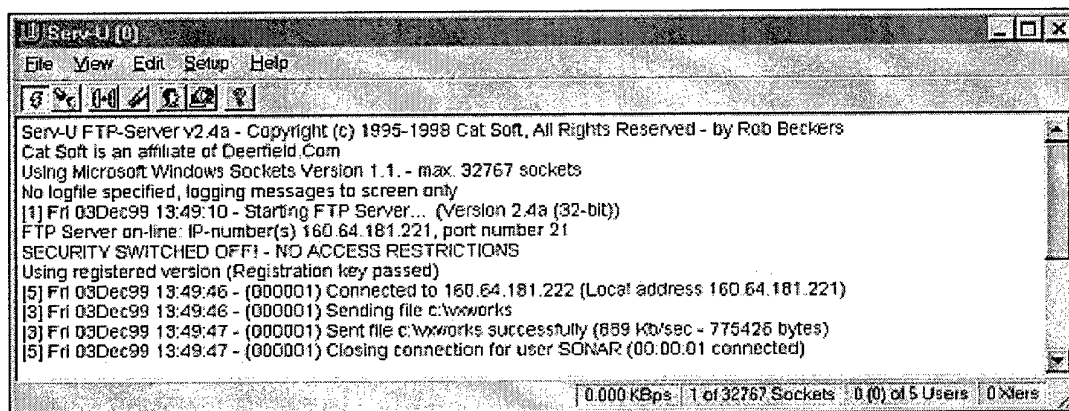 Serv-U (0)
File View Edit Setup Help
Serv-U FTP-Server v2.4a - Copyright (c) 1995-1998 Cat Soft, All Rights Reserved - by Rob Beckers
Cat Soft is an affiliate of Deerfield.Com
Using Microsoft Windows Sockets Version 1.1. - max. 32767 sockets
No logfile specified, logging messages to screen only
[1] Fri 03Dec99 13:49:10 - Starting FTP Server... (Version 2.4a (32-bit))
FTP Server on-line: IP-number(s) 160.64.181.221, port number 21
SECURITY SWITCHED OFF! - NO ACCESS RESTRICTIONS
Using registered version (Registration key passed)
[5] Fri 03Dec99 13:49:46 - (000001) Connected to 160.64.181.222 (Local address 160.64.181.221)
[3] Fri 03Dec99 13:49:46 - (000001) Sending file c:\vxworks
[3] Fri 03Dec99 13:49:47 - (000001) Sent file c:\vxworks successfully (869 Kb/sec - 775426 bytes)
[5] Fri 03Dec99 13:49:47 - (000001) Closing connection for user SONAR (00:00:01 connected)
0.000 KBps 1 of 32767 Sockets 0 (0) of 5 Users 0 Xfers